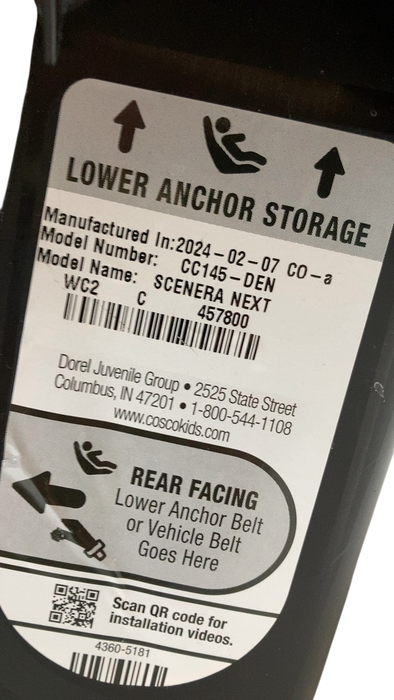 LOWER ANCHOR STORAGE
Manufactured In:2024-02-07 CO-a
Model Number: CC145-DEN
Model Name: SCENERA NEXT
WC2 C 457800
Dorel Juvenile Group • 2525 State Street
Columbus, IN 47201 • 1-800-544-1108
www.coscokids.com
REAR FACING
Lower Anchor Belt
or Vehicle Belt
Goes Here
Scan QR code for
installation videos.
4360-5181